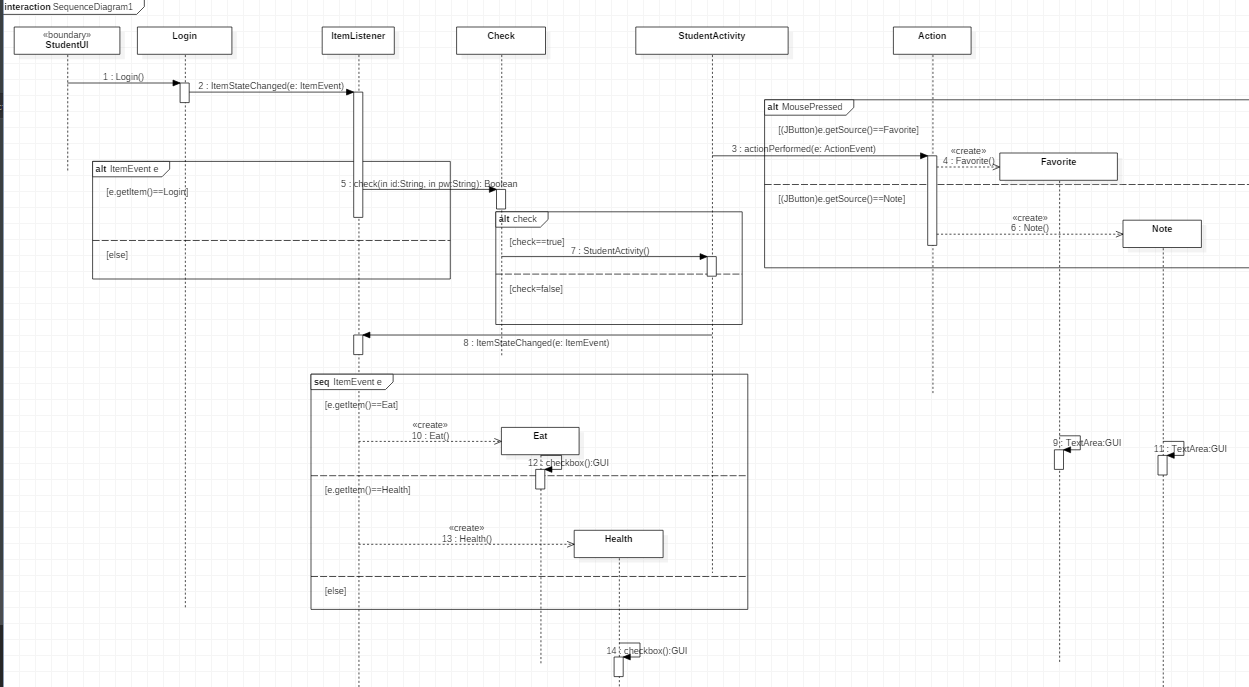 interaction SequenceDiagram1
«boundary»
StudentUI
Login
ItemListener
Check
StudentActivity
Action
1 : Login()
2 : ItemStateChanged(e: ItemEvent)
alt MousePressed
[(JButton)e.getSource()==Favorite]
3 : actionPerformed(e: ActionEvent)
«create»
4 : Favorite()
Favorite
alt ItemEvent e
[e.getItem()==Login]
5 : check(in id:String, in pw:String): Boolean
[(JButton)e.getSource()==Note]
«create»
6 : Note()
Note
alt check
[check==true]
7 : StudentActivity()
[else]
[check=false]
8 : ItemStateChanged(e: ItemEvent)
seq ItemEvent e
[e.getItem()==Eat]
«create»
10 : Eat()
Eat
9 : TextArea:GUI
11 : TextArea:GUI
12 : checkbox():GUI
[e.getItem()==Health]
«create»
13 : Health()
Health
[else]
14 : checkbox():GUI